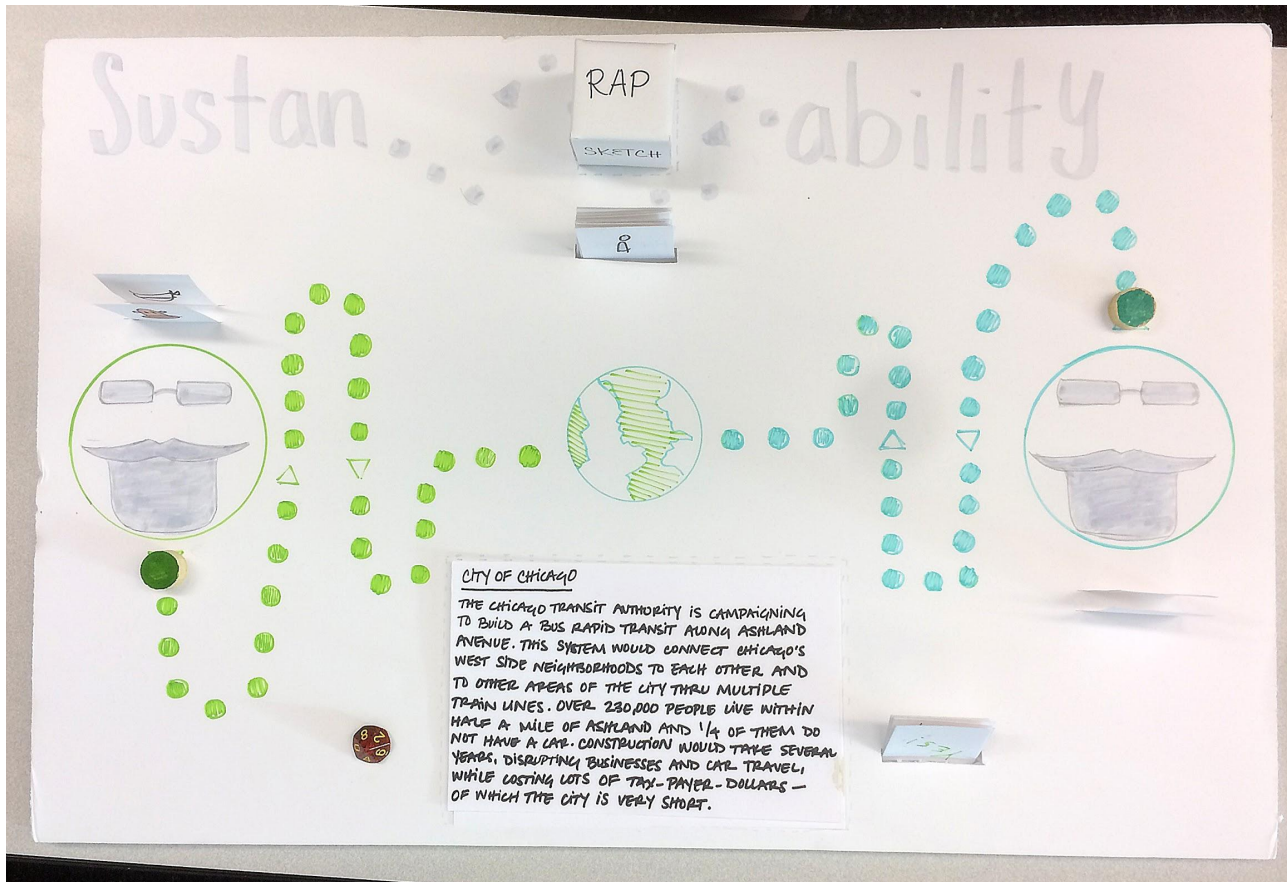 Sustan ability
RAP
SKETCH
CITY OF CHICAGO
THE CHICAGO TRANSIT AUTHORITY IS CAMPAIGNING
TO BUILD A BUS RAPID TRANSIT ALONG ASHLAND
AVENUE. THIS SYSTEM WOULD CONNECT CHICAGO'S
WEST SIDE NEIGHBORHOODS TO EACH OTHER AND
TO OTHER AREAS OF THE CITY THRU MULTIPLE
TRAIN LINES. OVER 230,000 PEOPLE LIVE WITHIN
HALF A MILE OF ASHLAND AND 1/4 OF THEM DO
NOT HAVE A CAR. CONSTRUCTION WOULD TAKE SEVERAL
YEARS, DISRUPTING BUSINESSES AND CAR TRAVEL,
WHILE COSTING LOTS OF TAX-PAYER-DOLLARS—
OF WHICH THE CITY IS VERY SHORT.
8
2